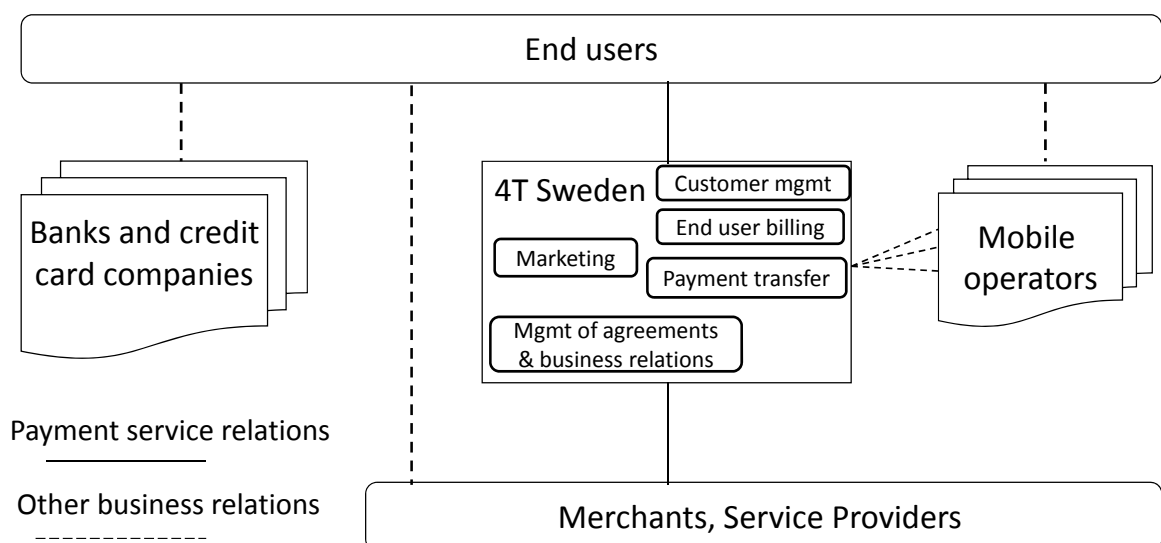 End users
4T Sweden
Customer mgmt
End user billing
Marketing
Payment transfer
Mgmt of agreements
& business relations
Banks and credit
card companies
Mobile
operators
Payment service relations
Other business relations
Merchants, Service Providers